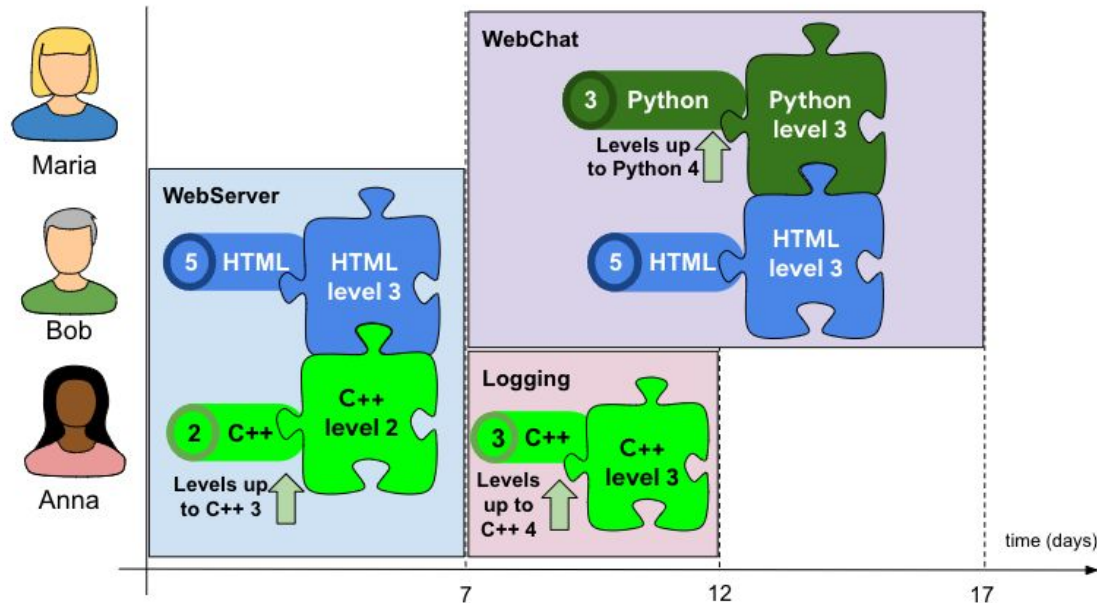 WebChat
3 Python
Python
level 3
Levels up
to Python 4
Maria
WebServer
5 HTML
HTML
level 3
5 HTML
HTML
level 3
Bob
Logging
2 C++
C++
level 2
3 C++
C++
level 3
Levels up
to C++ 3
Levels
up to
C++ 4
Anna
time (days)
7
12
17